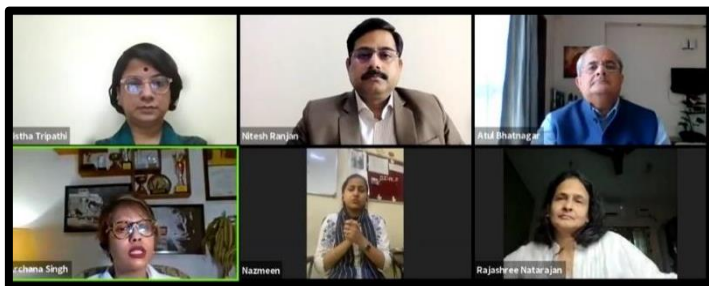 istha Tripathi
Nitesh Ranjan
Atul Bhatnagar
rchana Singh
Nazmeen
Rajashree Natarajan